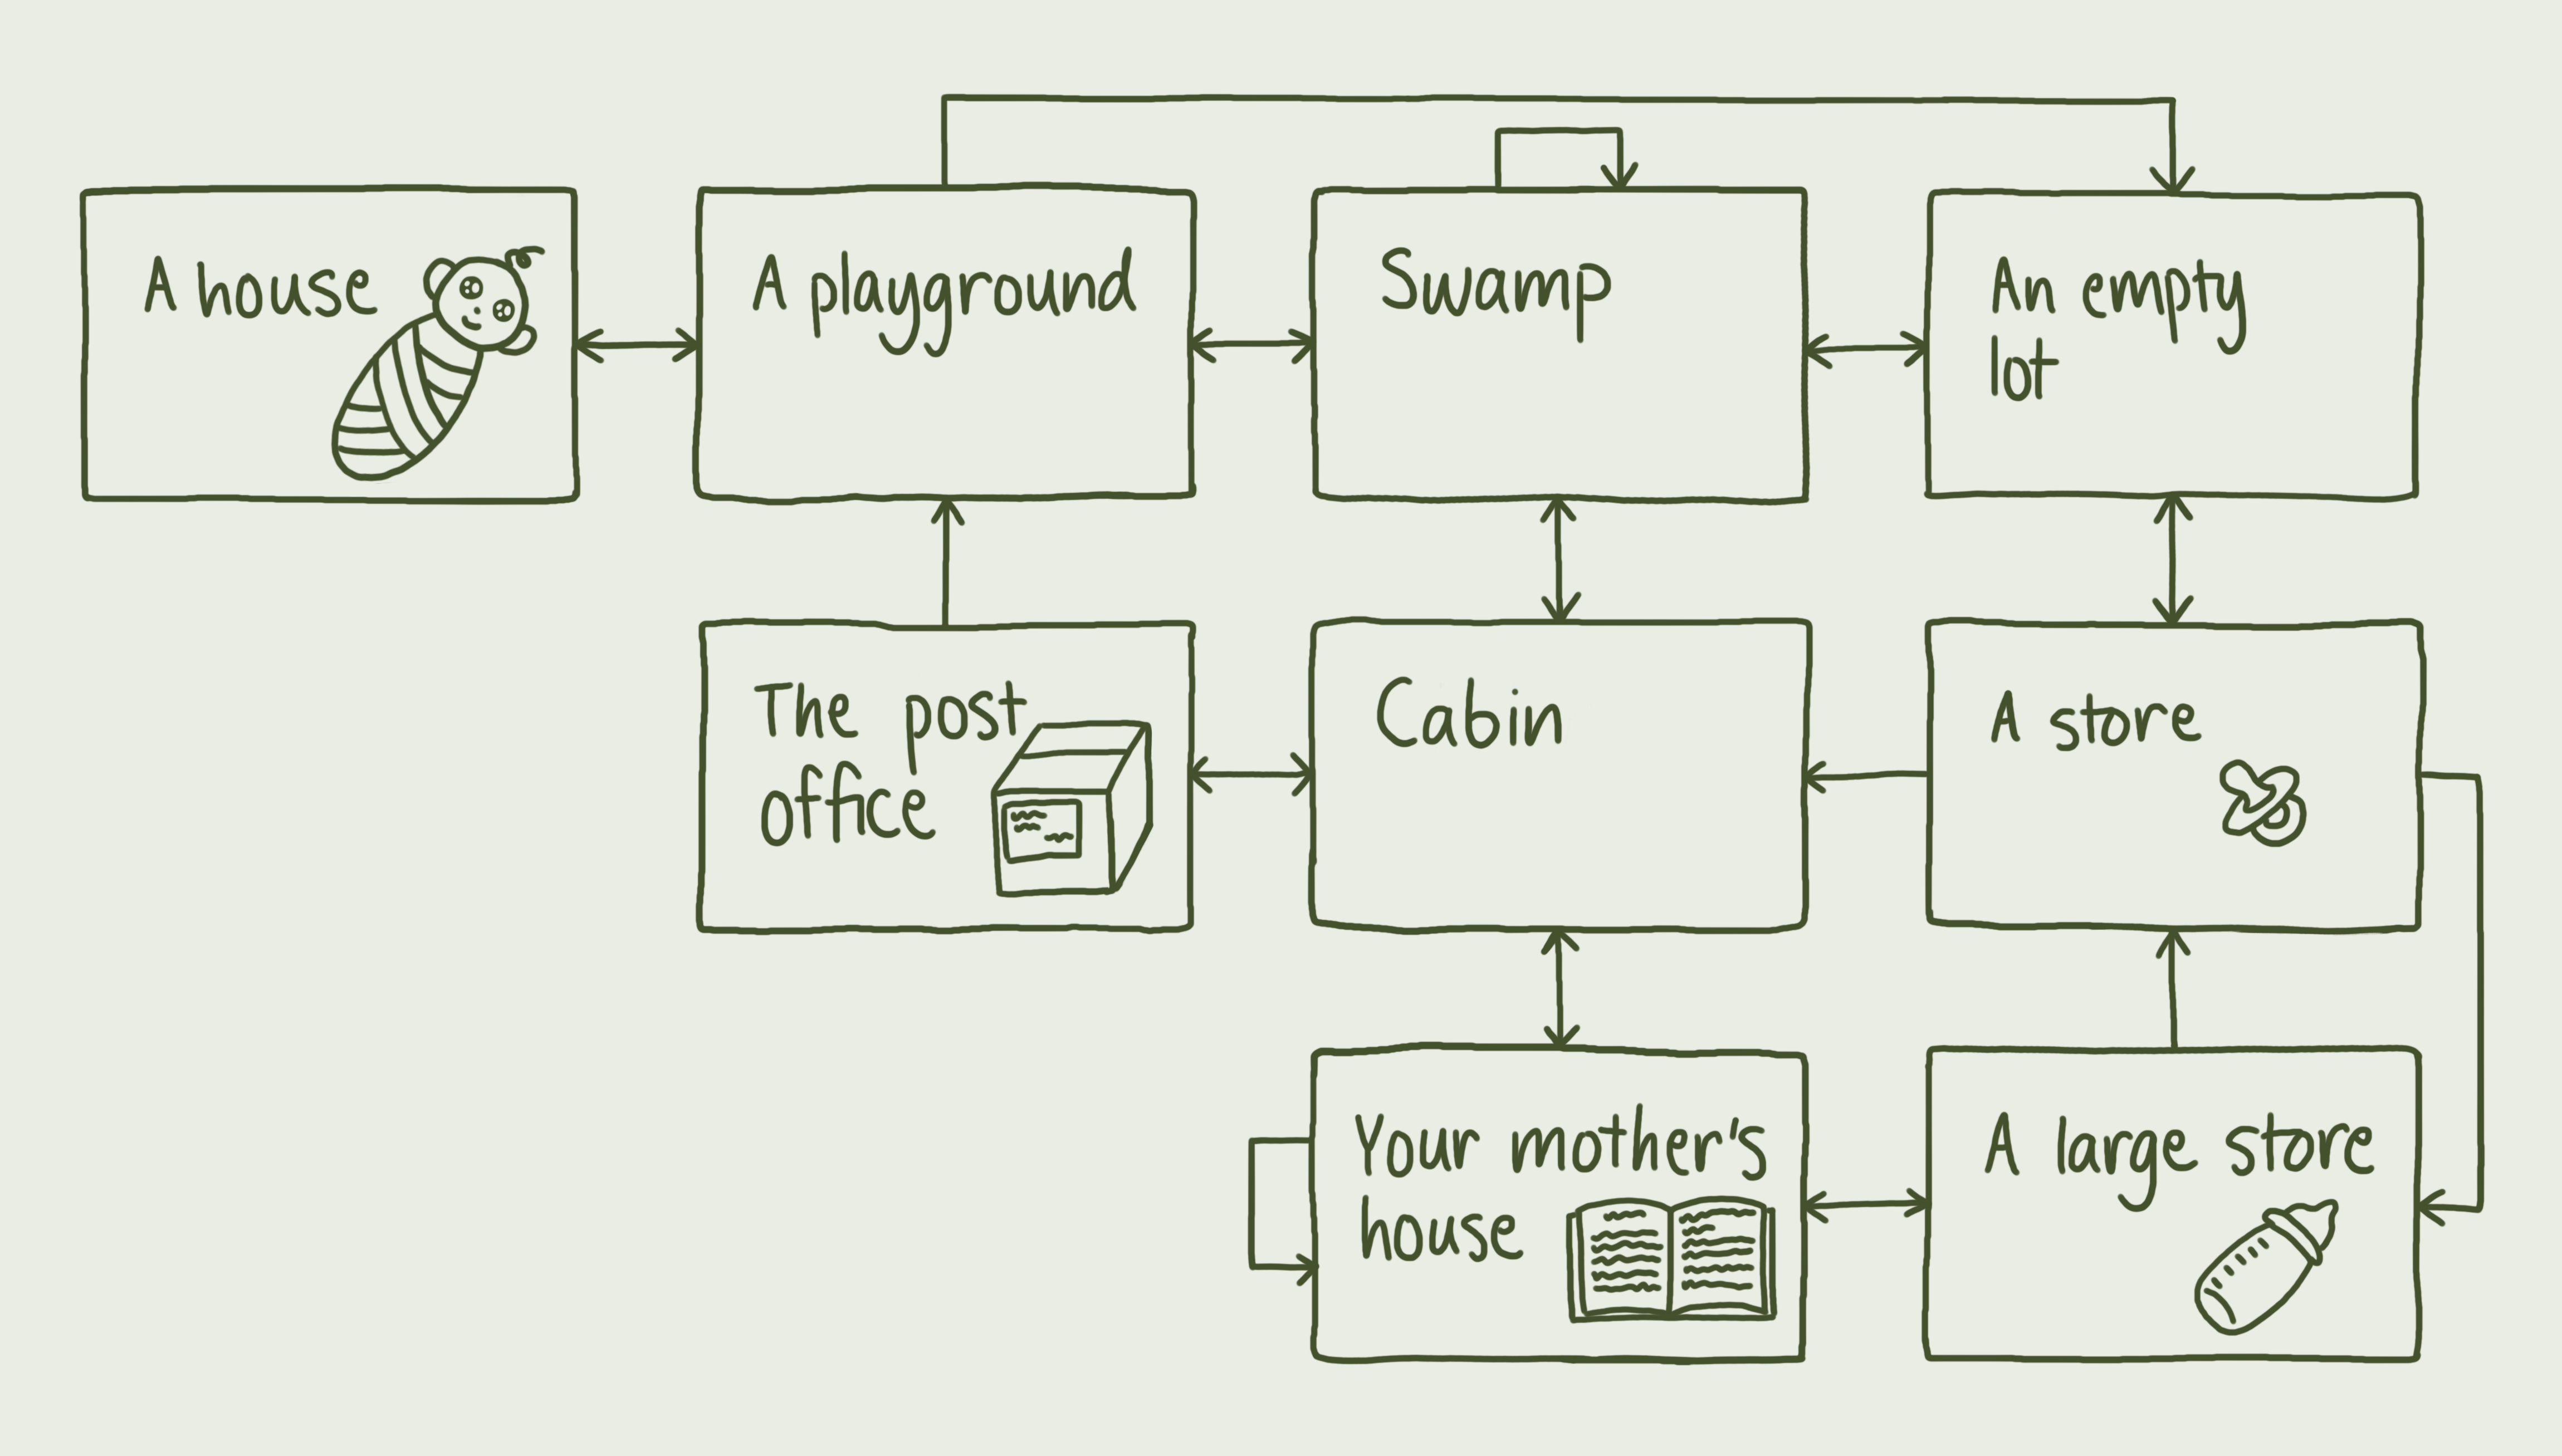 A house
A playground
Swamp
An empty
lot
The post
office
Cabin
A store
Your mother's
house
A large store